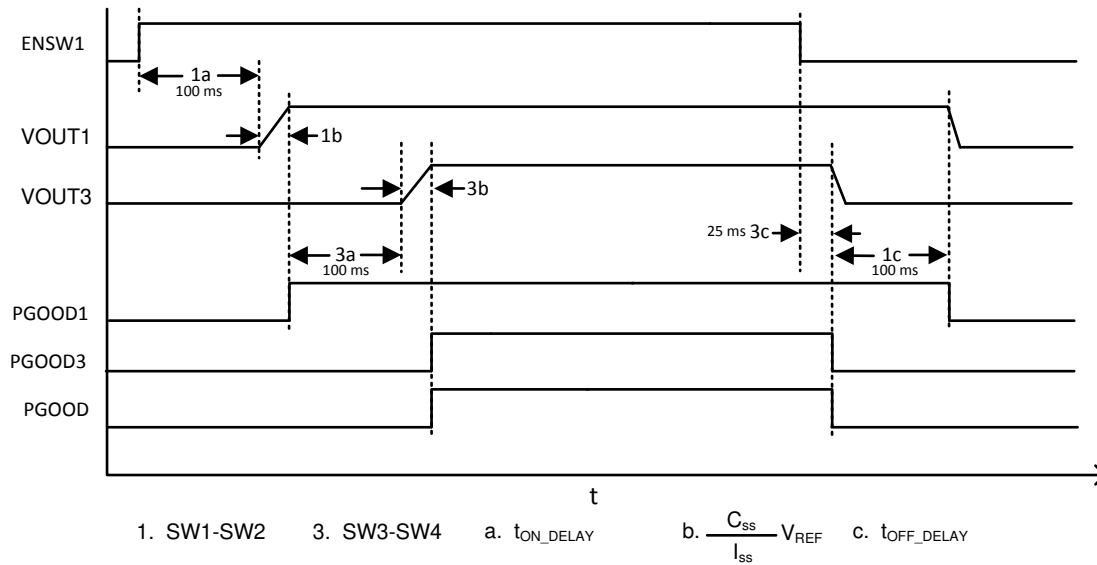 ENSW1
1a
100 ms
VOUT1
1b
VOUT3
3b
25 ms 3c
3a
100 ms
1c
100 ms
PGOOD1
PGOOD3
PGOOD
t
1. SW1-SW2 3. SW3-SW4 a. tON_DELAY b. Css/Iss VREF c. tOFF_DELAY